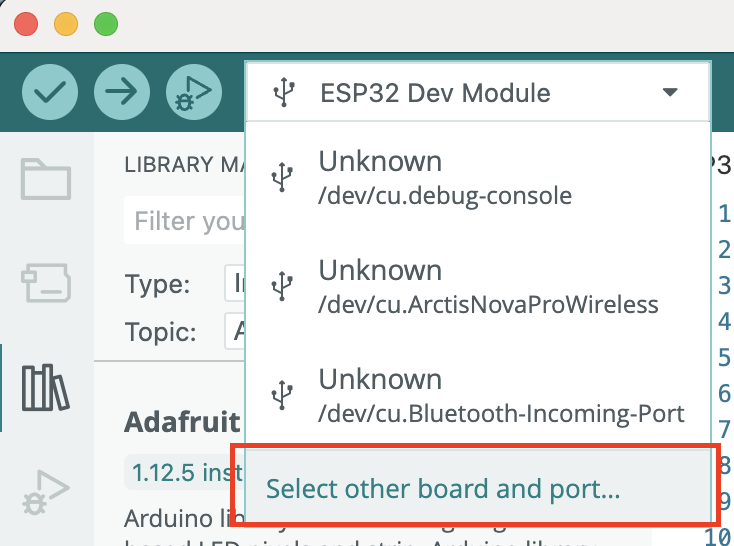 ESP32 Dev Module
LIBRARY MA
Unknown
/dev/cu.debug-console
Filter you
Unknown
/dev/cu.ArctisNovaProWireless
Type:
Topic:
Unknown
/dev/cu.Bluetooth-Incoming-Port
Adafruit
1.12.5 inst
Select other board and port...
Arduino
P3
1
2
3
4
5
6
7
8
9
10